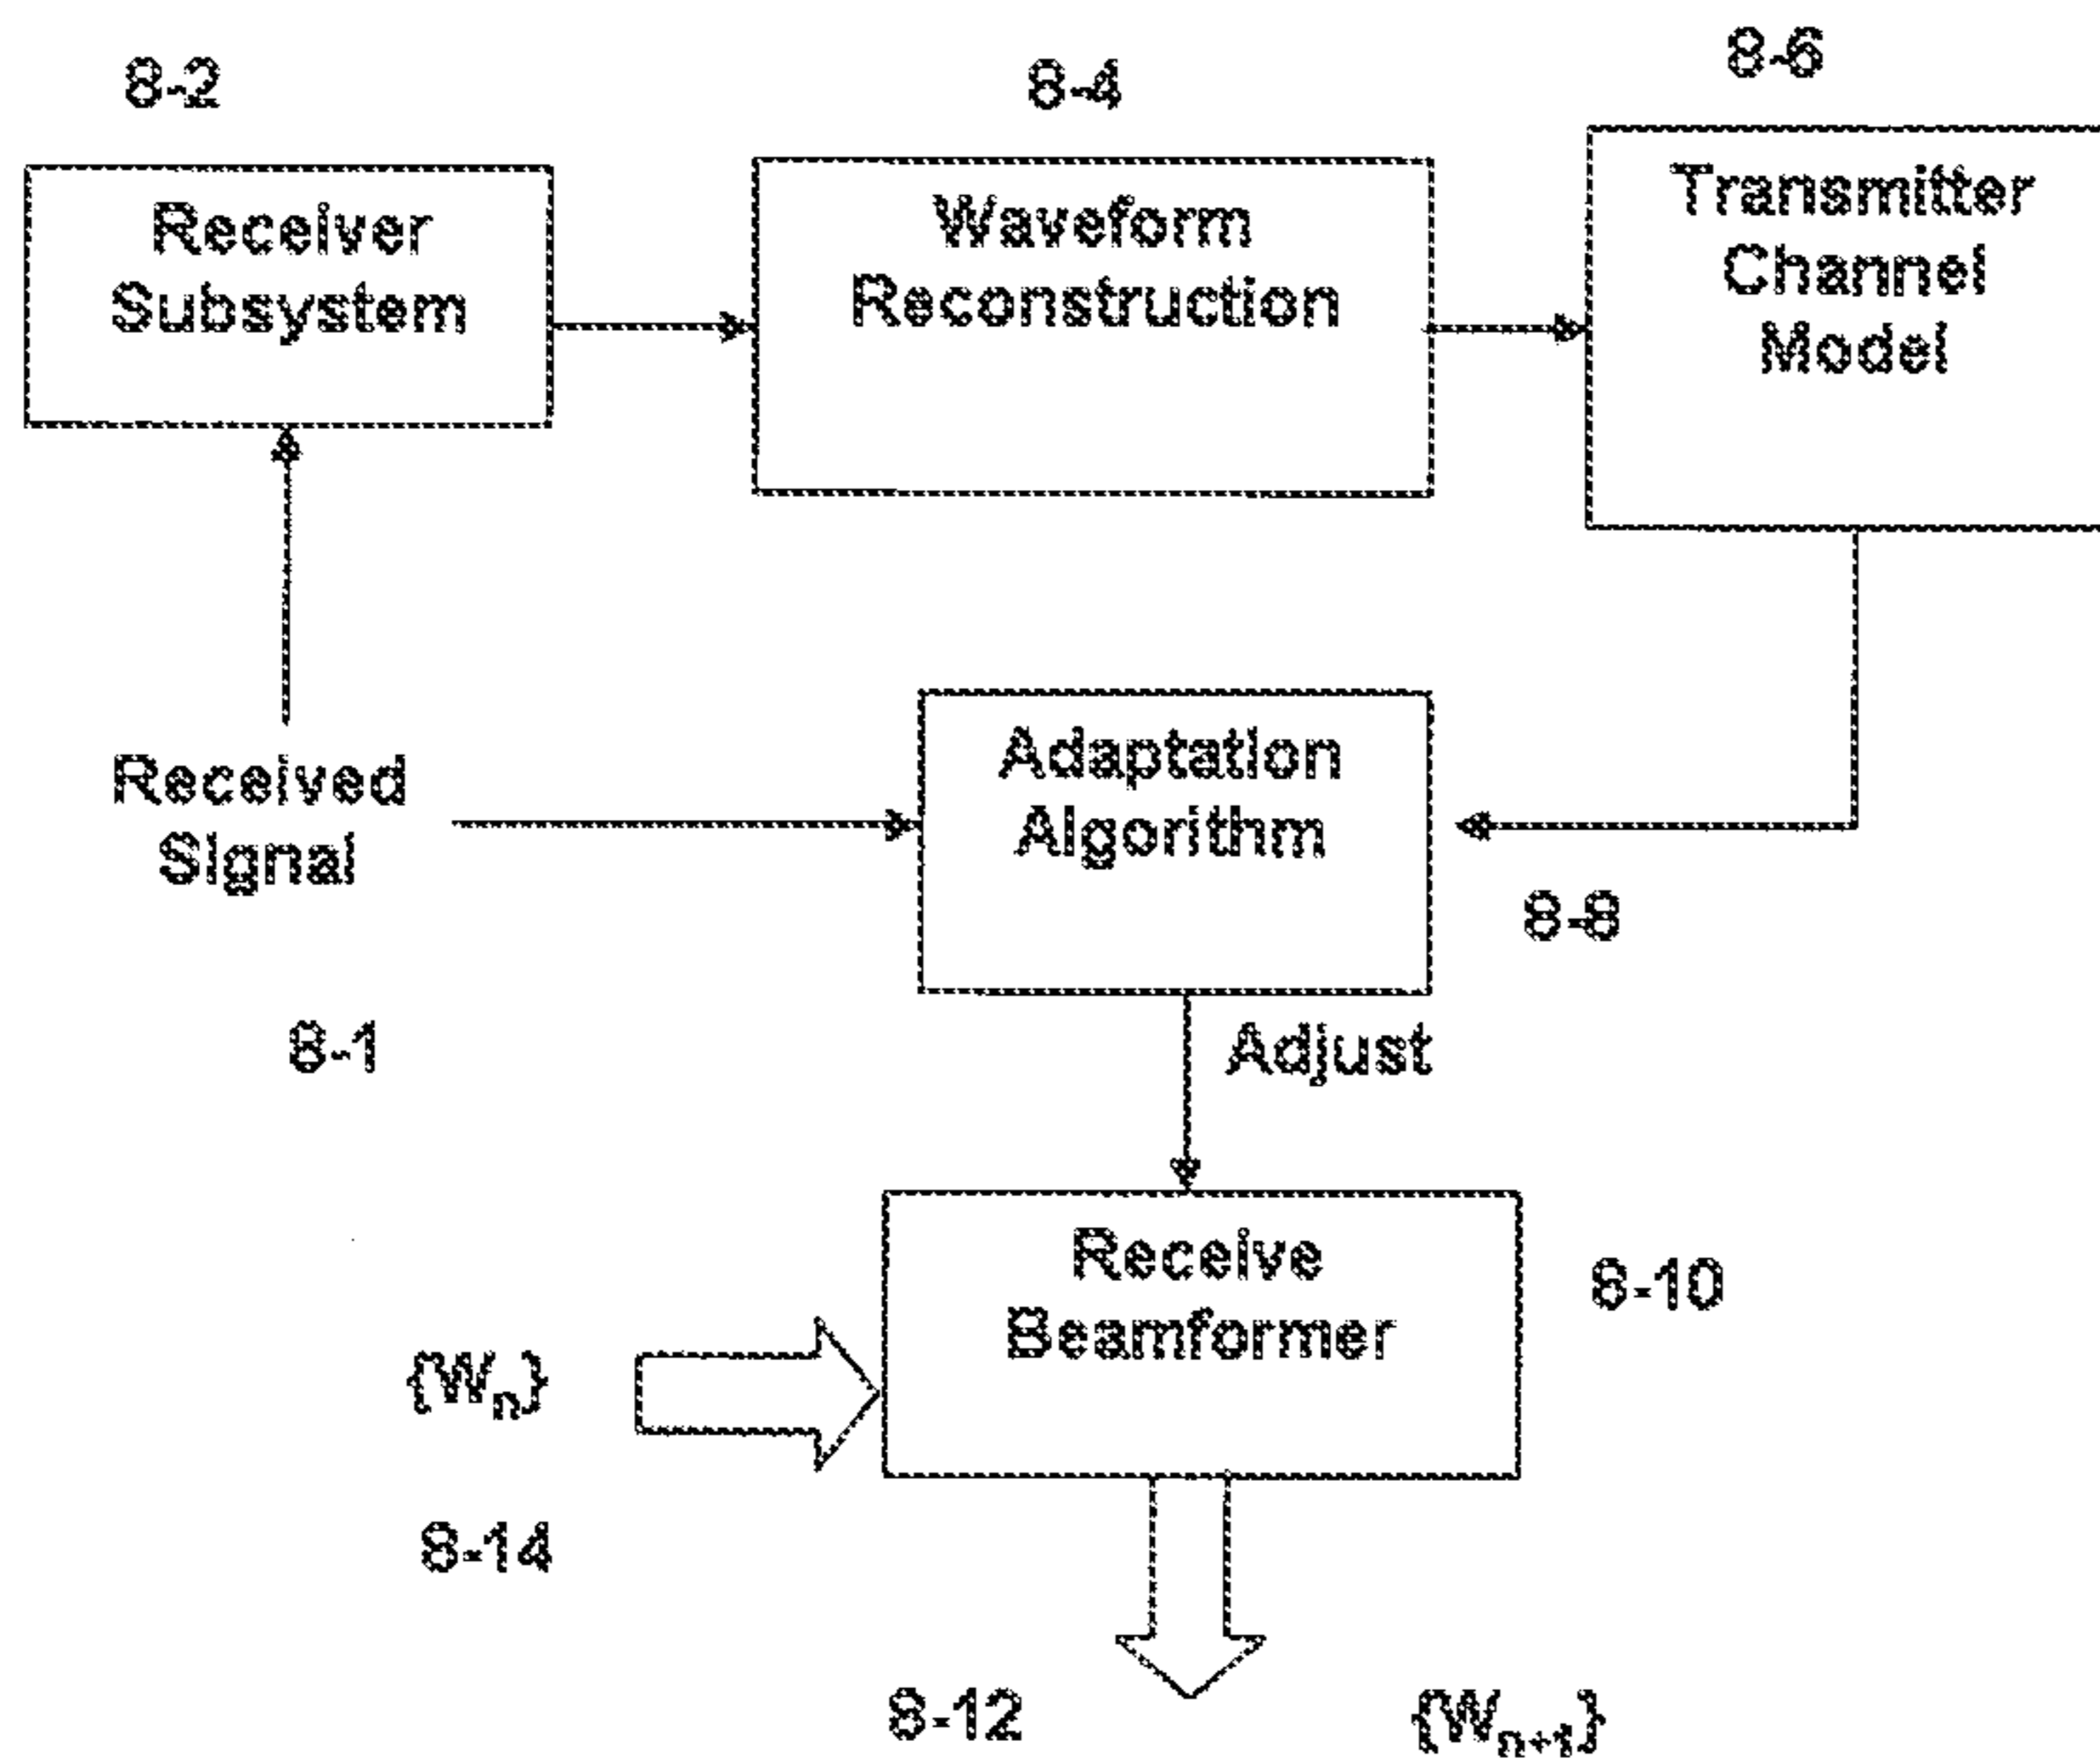 8-2
8-4
8-6
Receiver
Subsystem
Waveform
Reconstruction
Transmitter
Channel
Model
Received
Signal
8-1
Adaptation
Algorithm
8-8
Adjust
Receive
Beamformer
8-10
{Wn}
8-14
8-12
{Wn+1}